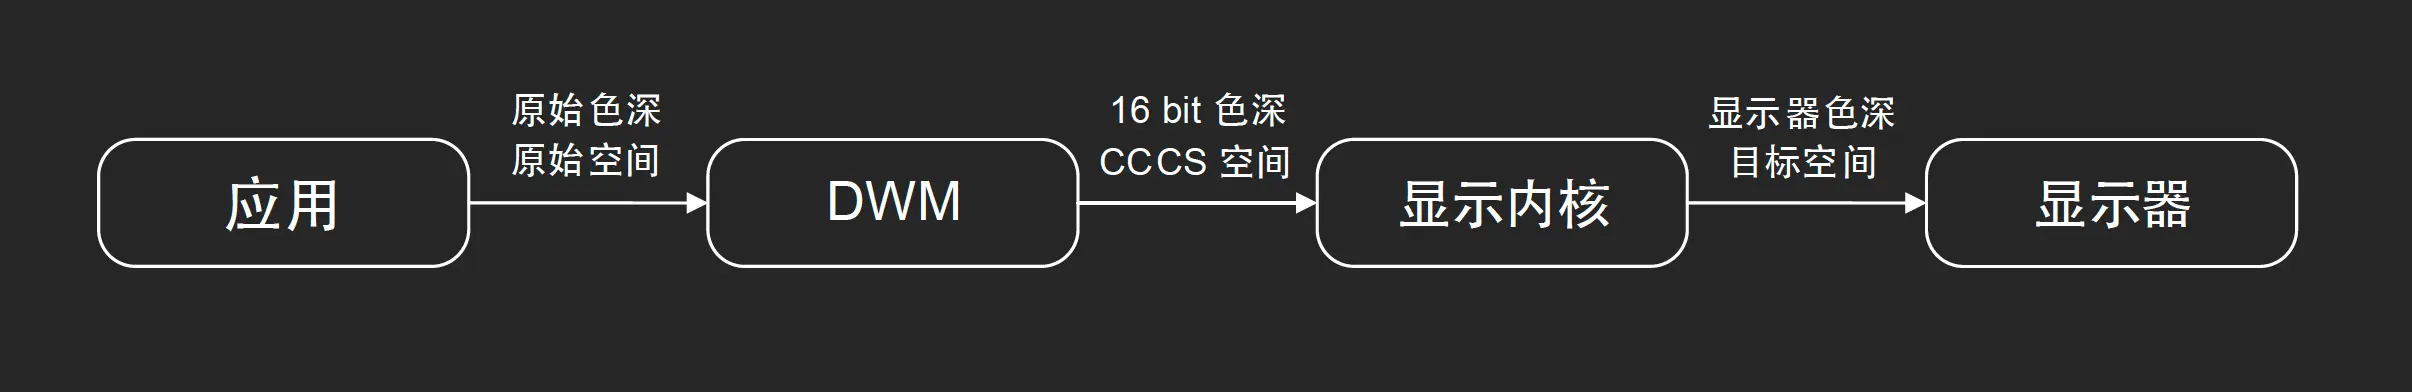 应用
原始色深
原始空间
DWM
16 bit 色深
CCCS 空间
显示内核
显示器色深
目标空间
显示器